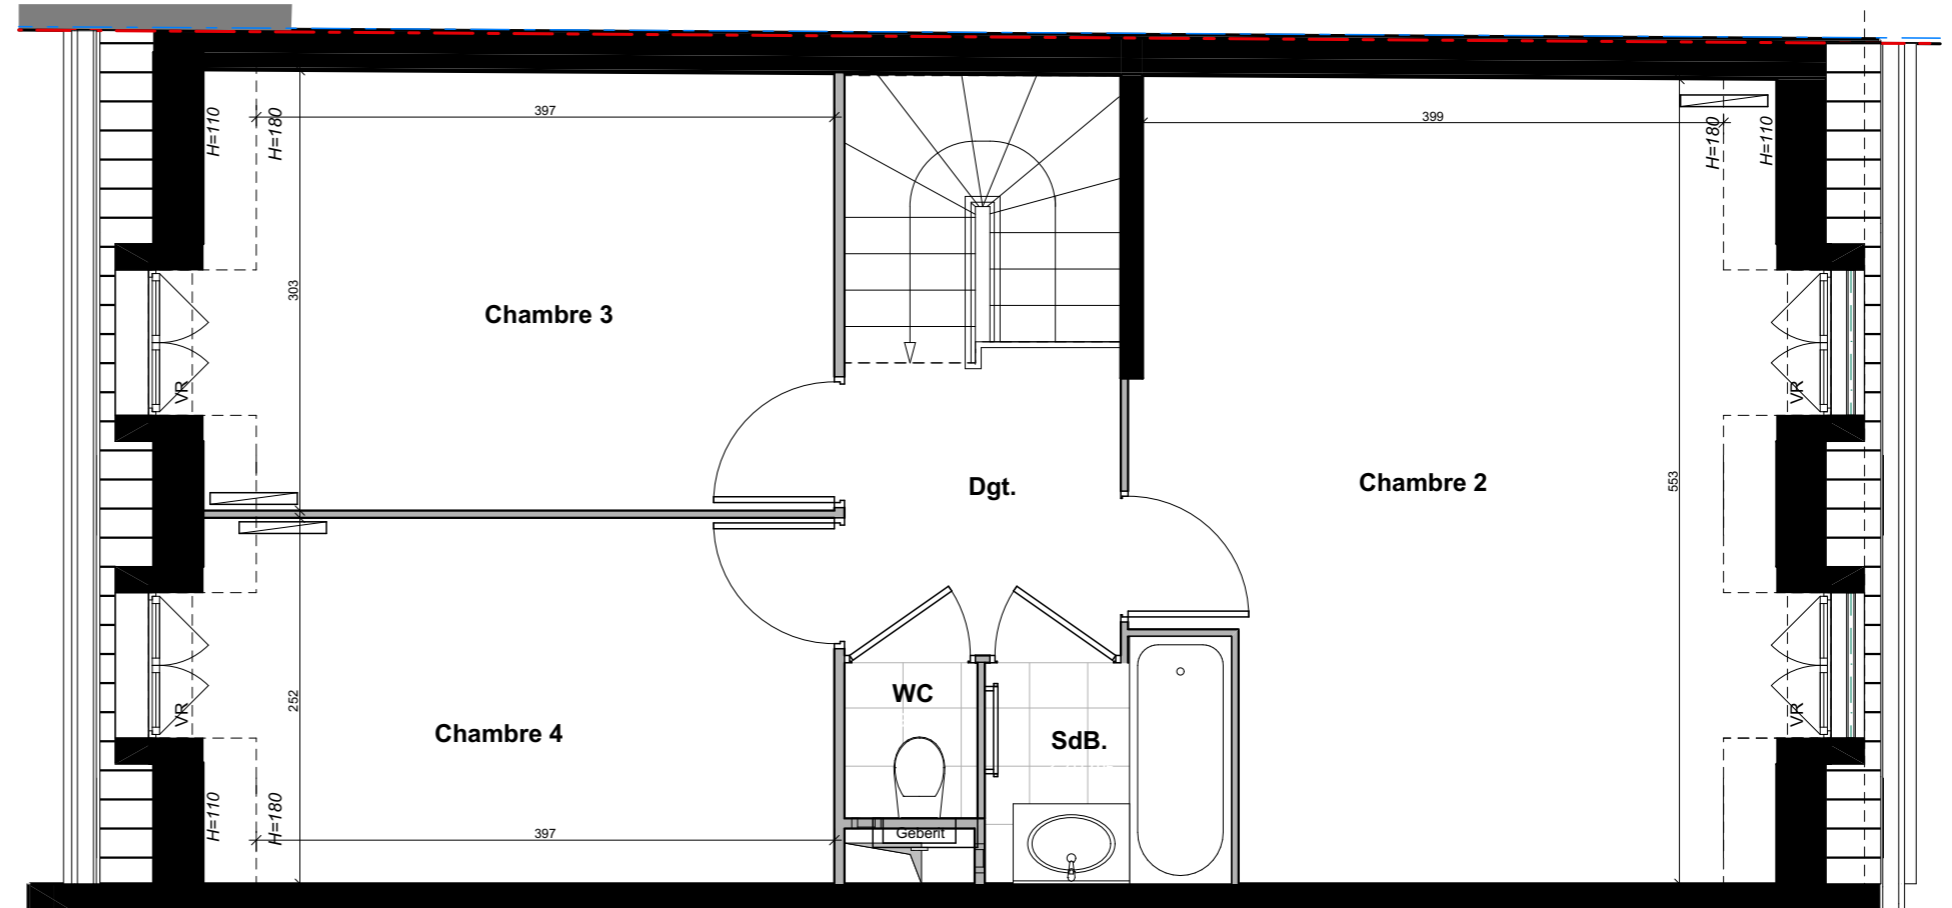 H=110
H=180
397
399
H=180
H=110
303
Chambre 3
VR
VR
Dgt.
Chambre 2
553
252
VR
Chambre 4
WC
SdB.
VR
H=110
H=180
397
Geberit